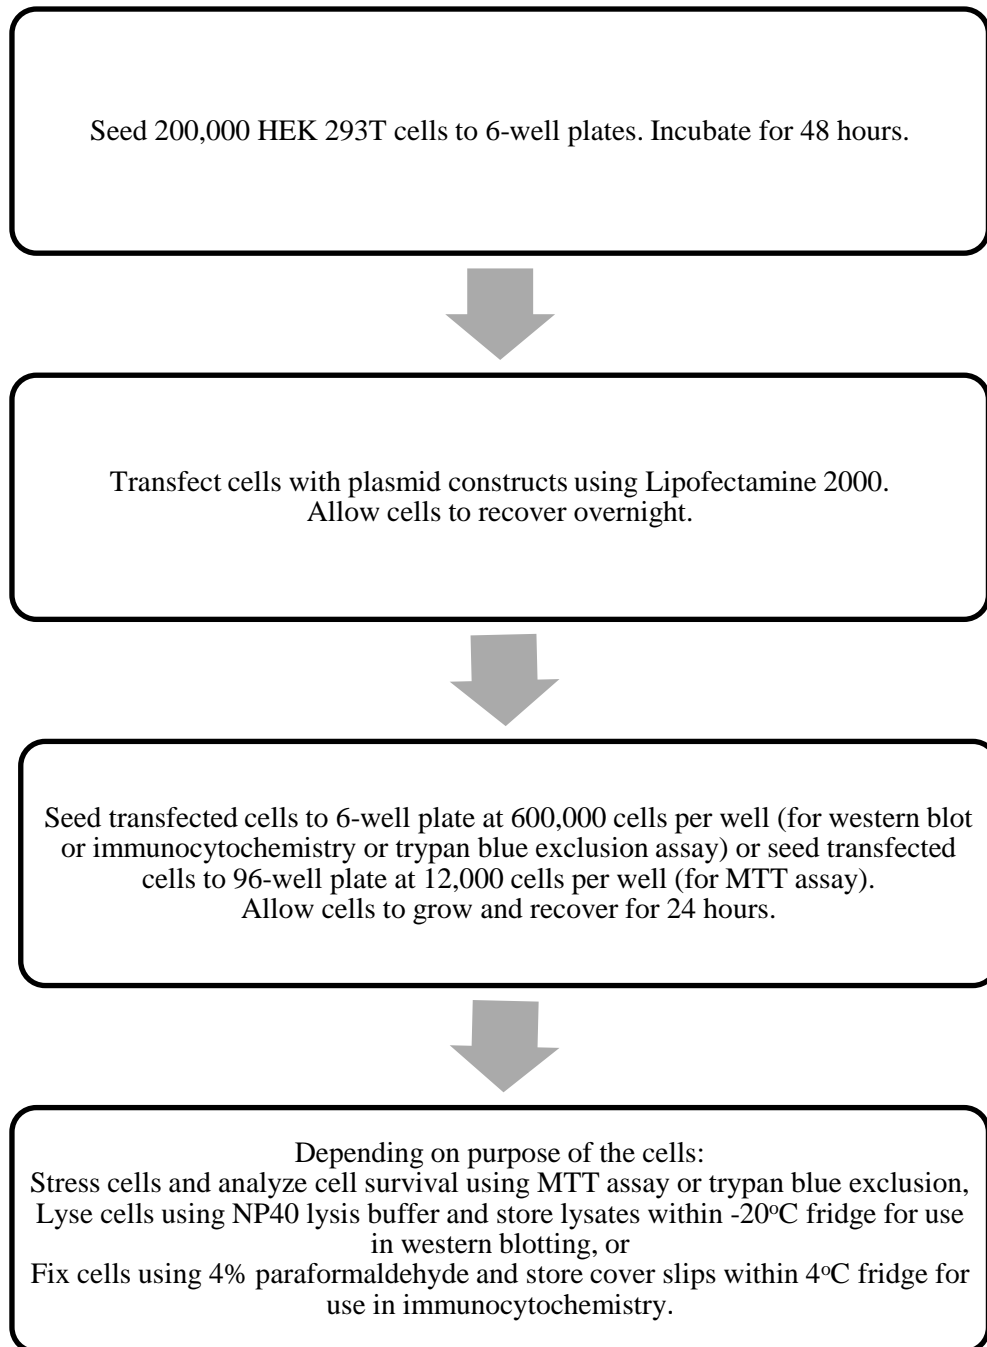 Seed 200,000 HEK 293T cells to 6-well plates. Incubate for 48 hours.
Transfect cells with plasmid constructs using Lipofectamine 2000.
Allow cells to recover overnight.
Seed transfected cells to 6-well plate at 600,000 cells per well (for western blot
or immunocytochemistry or trypan blue exclusion assay) or seed transfected
cells to 96-well plate at 12,000 cells per well (for MTT assay).
Allow cells to grow and recover for 24 hours.
Depending on purpose of the cells:
Stress cells and analyze cell survival using MTT assay or trypan blue exclusion,
Lyse cells using NP40 lysis buffer and store lysates within -20°C fridge for use
in western blotting, or
Fix cells using 4% paraformaldehyde and store cover slips within 4°C fridge for
use in immunocytochemistry.